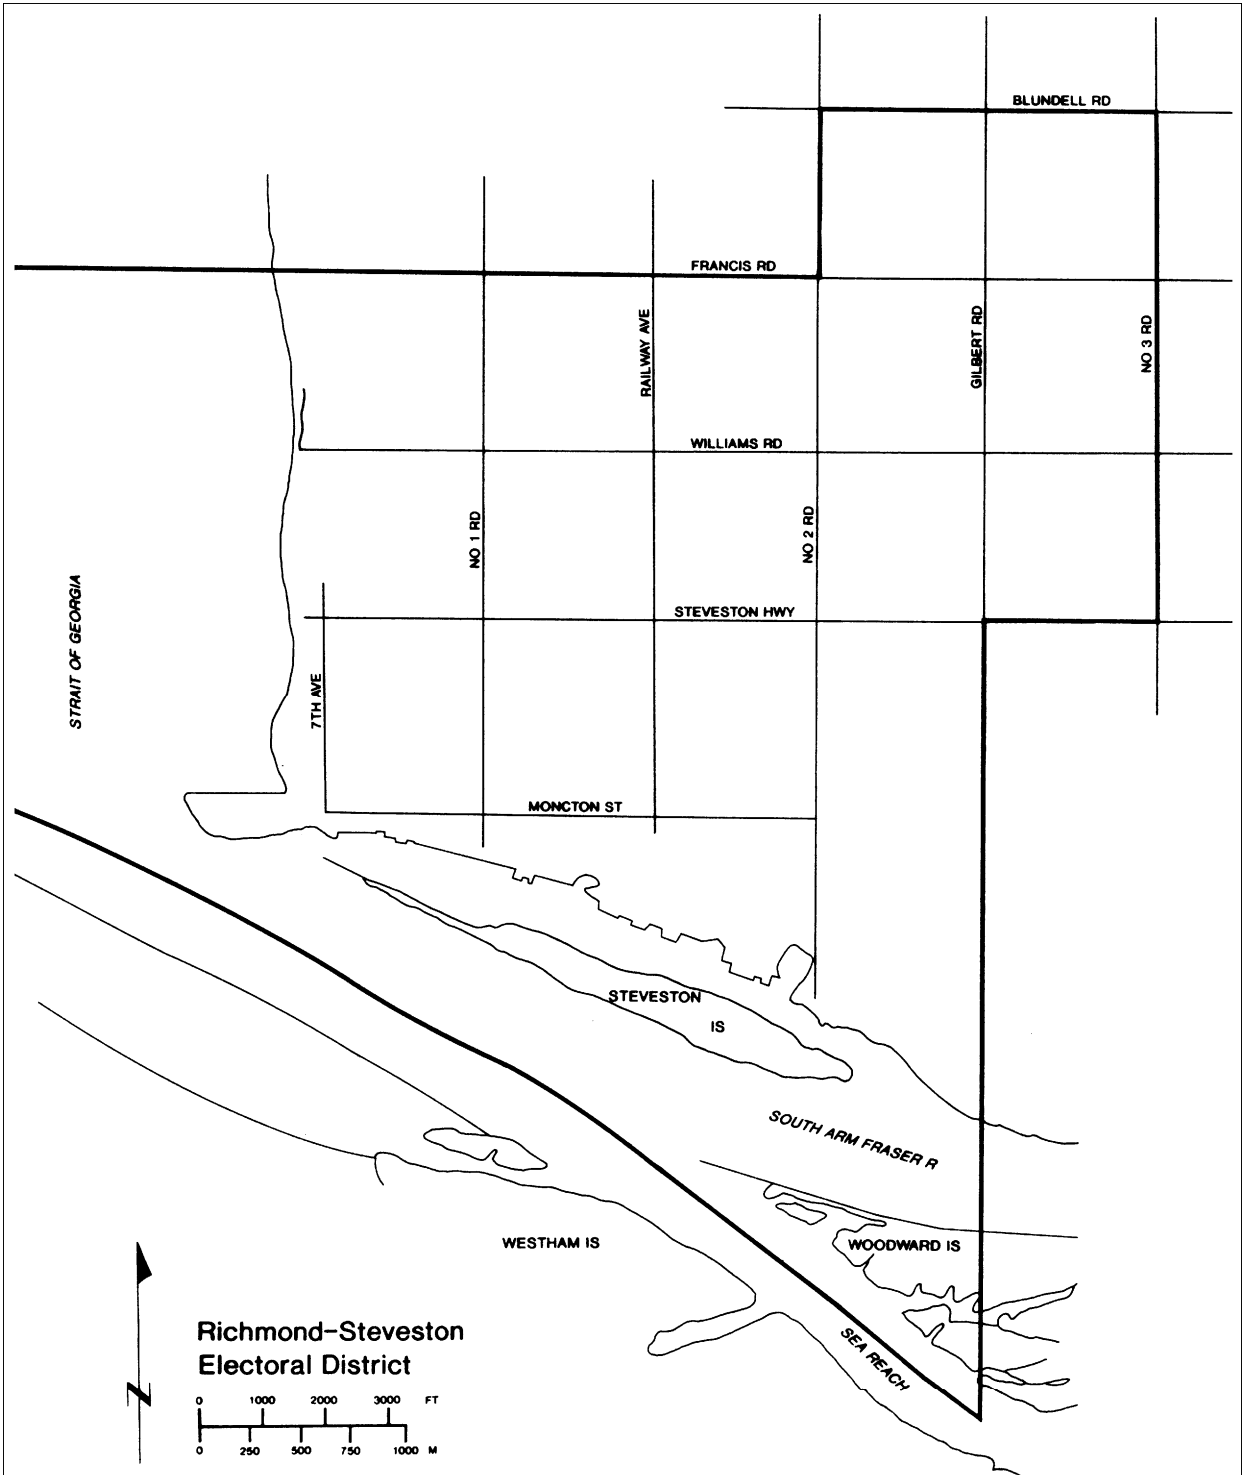 BLUNDELL RD
FRANCIS RD
RAILWAY AVE
GILBERT RD
NO 3 RD
WILLIAMS RD
NO 1 RD
NO 2 RD
STRAIT OF GEORGIA
STEVESTON HWY
7TH AVE
MONCTON ST
STEVESTON
IS
SOUTH ARM FRASER R
WESTHAM IS
WOODWARD IS
SEA REACH
Richmond-Steveston
Electoral District
0 1000 2000 3000 FT
0 250 500 750 1000 M
N